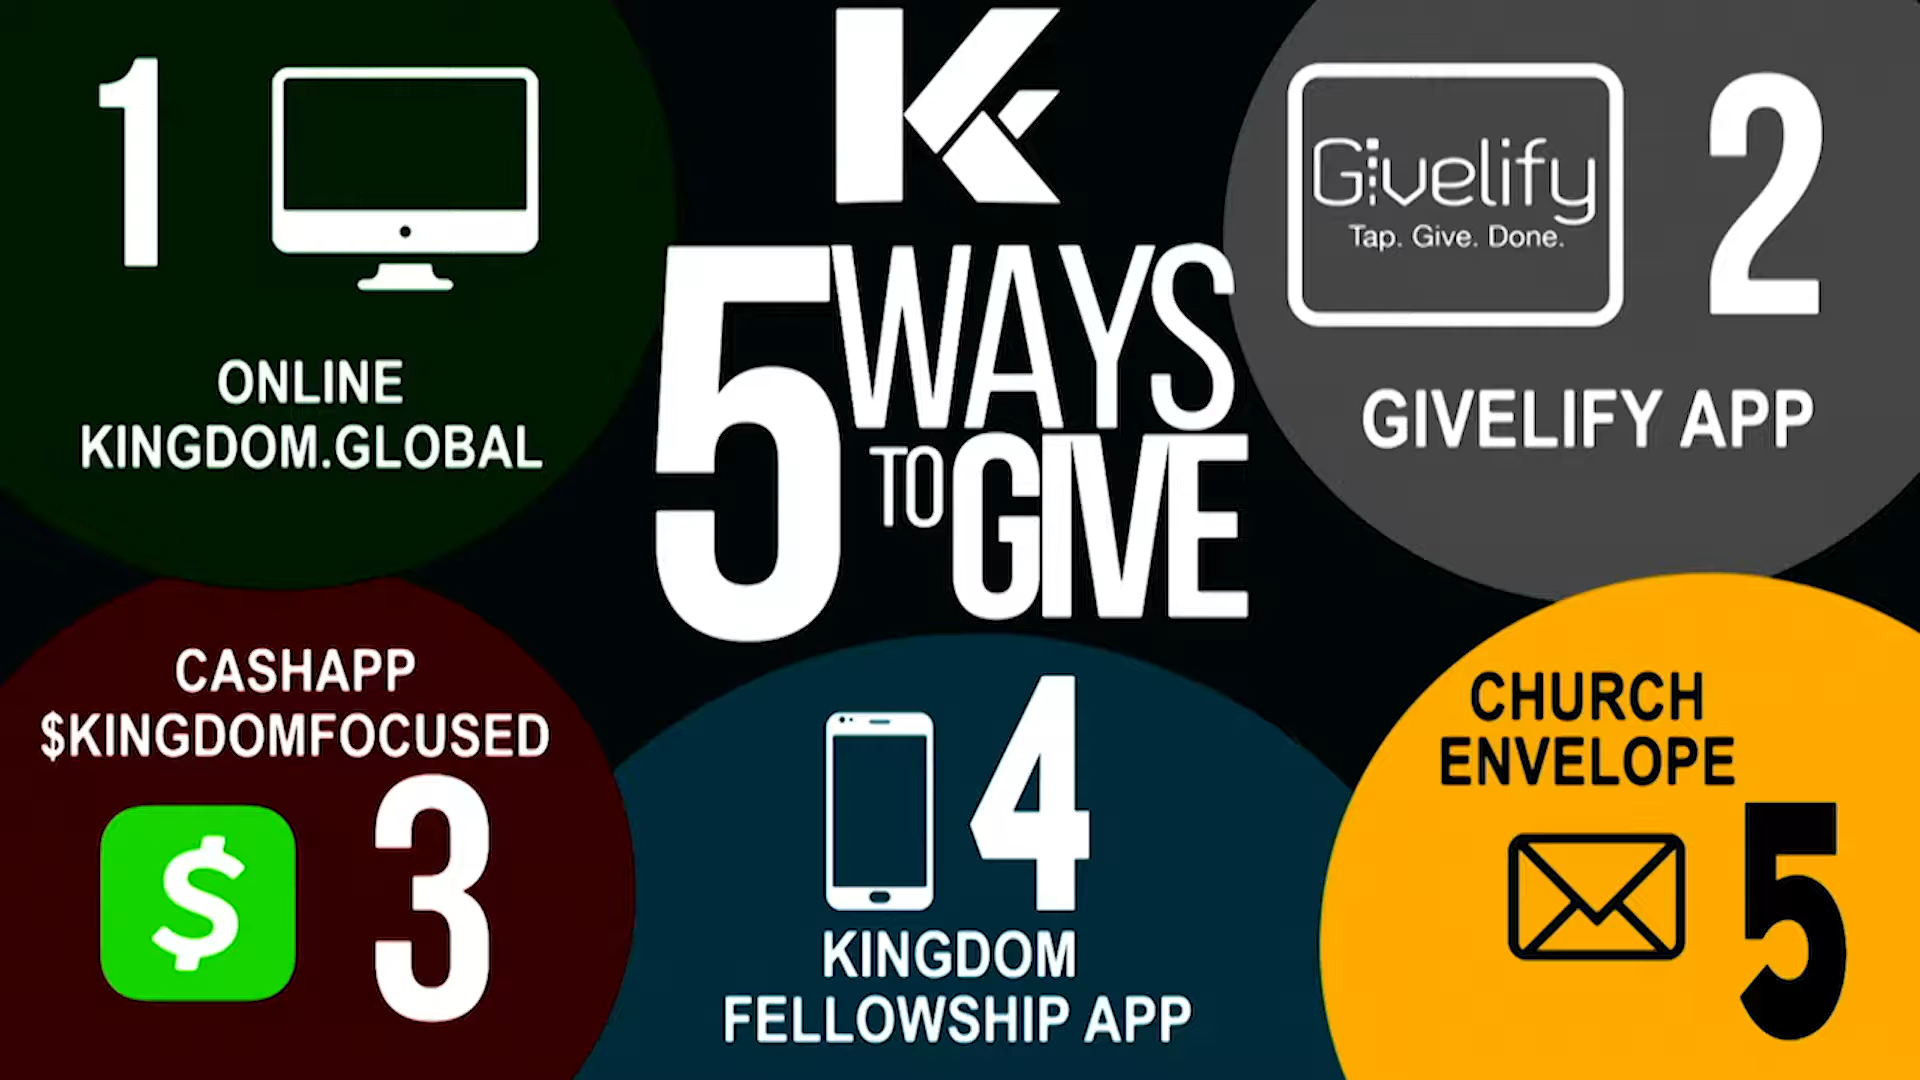 5 WAYS
TO GIVE
1
ONLINE
KINGDOM.GLOBAL
Givelify
Tap. Give. Done.
2
GIVELIFY APP
CASHAPP
$KINGDOMFOCUSED
$
3
4
KINGDOM
FELLOWSHIP APP
CHURCH
ENVELOPE
5